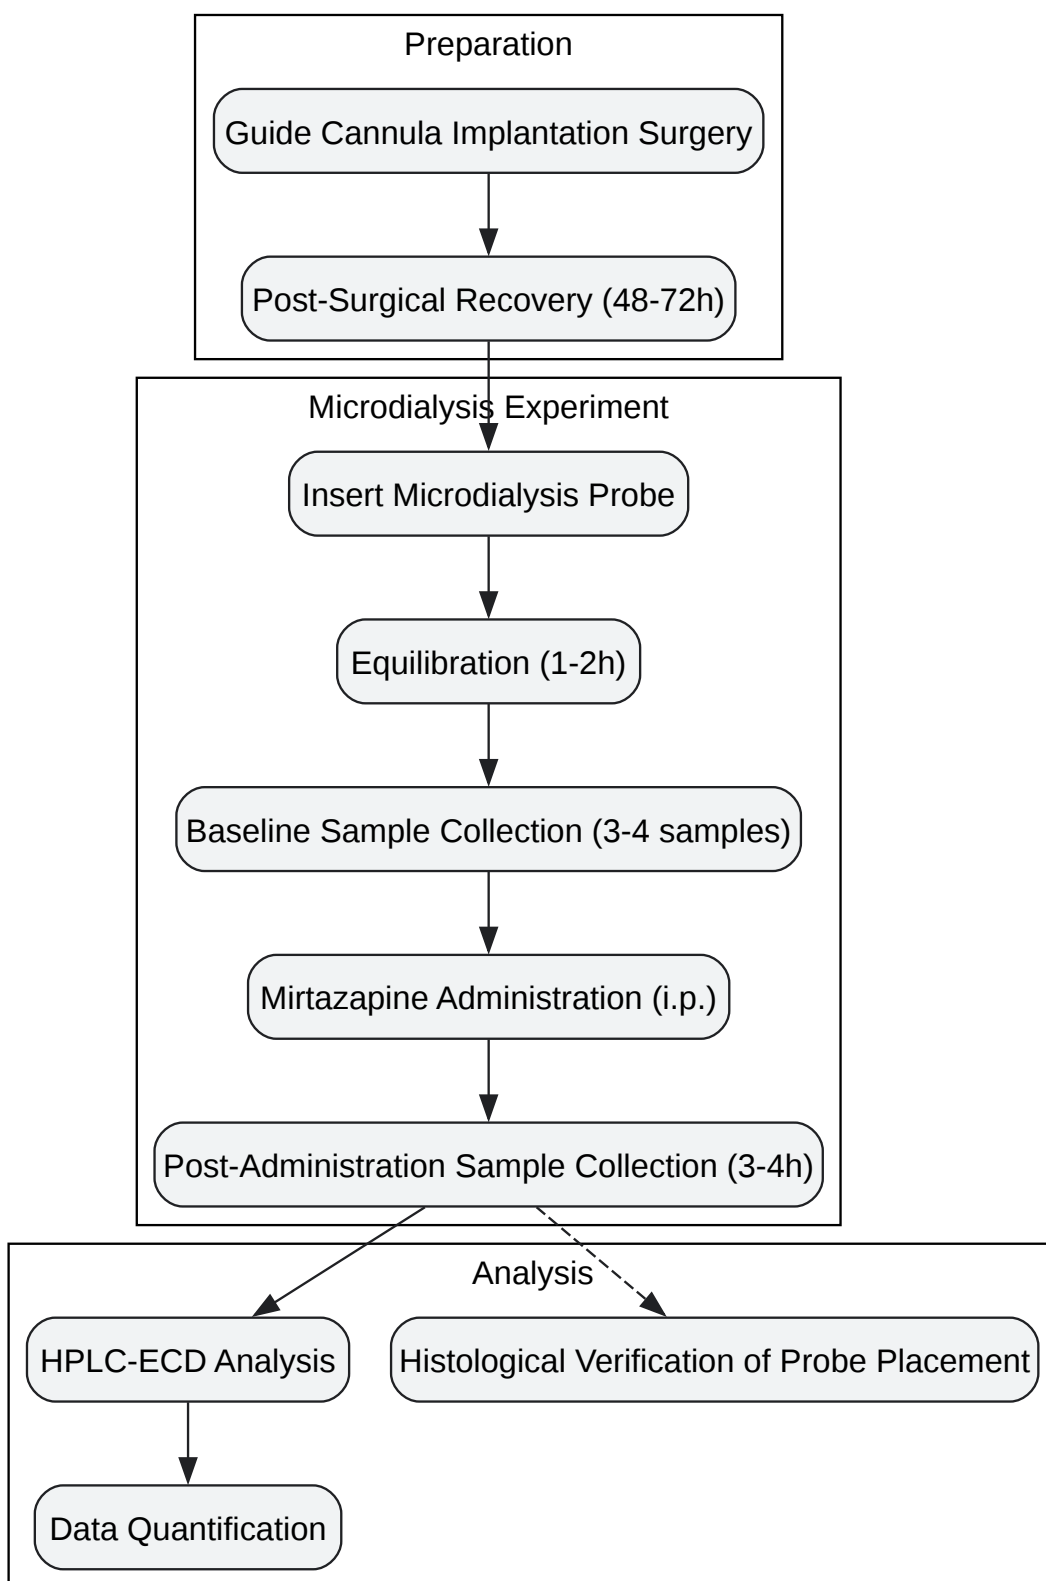 Preparation
Guide Cannula Implantation Surgery
Post-Surgical Recovery (48-72h)
Microdialysis Experiment
Insert Microdialysis Probe
Equilibration (1-2h)
Baseline Sample Collection (3-4 samples)
Mirtazapine Administration (i.p.)
Post-Administration Sample Collection (3-4h)
Analysis
HPLC-ECD Analysis
Histological Verification of Probe Placement
Data Quantification